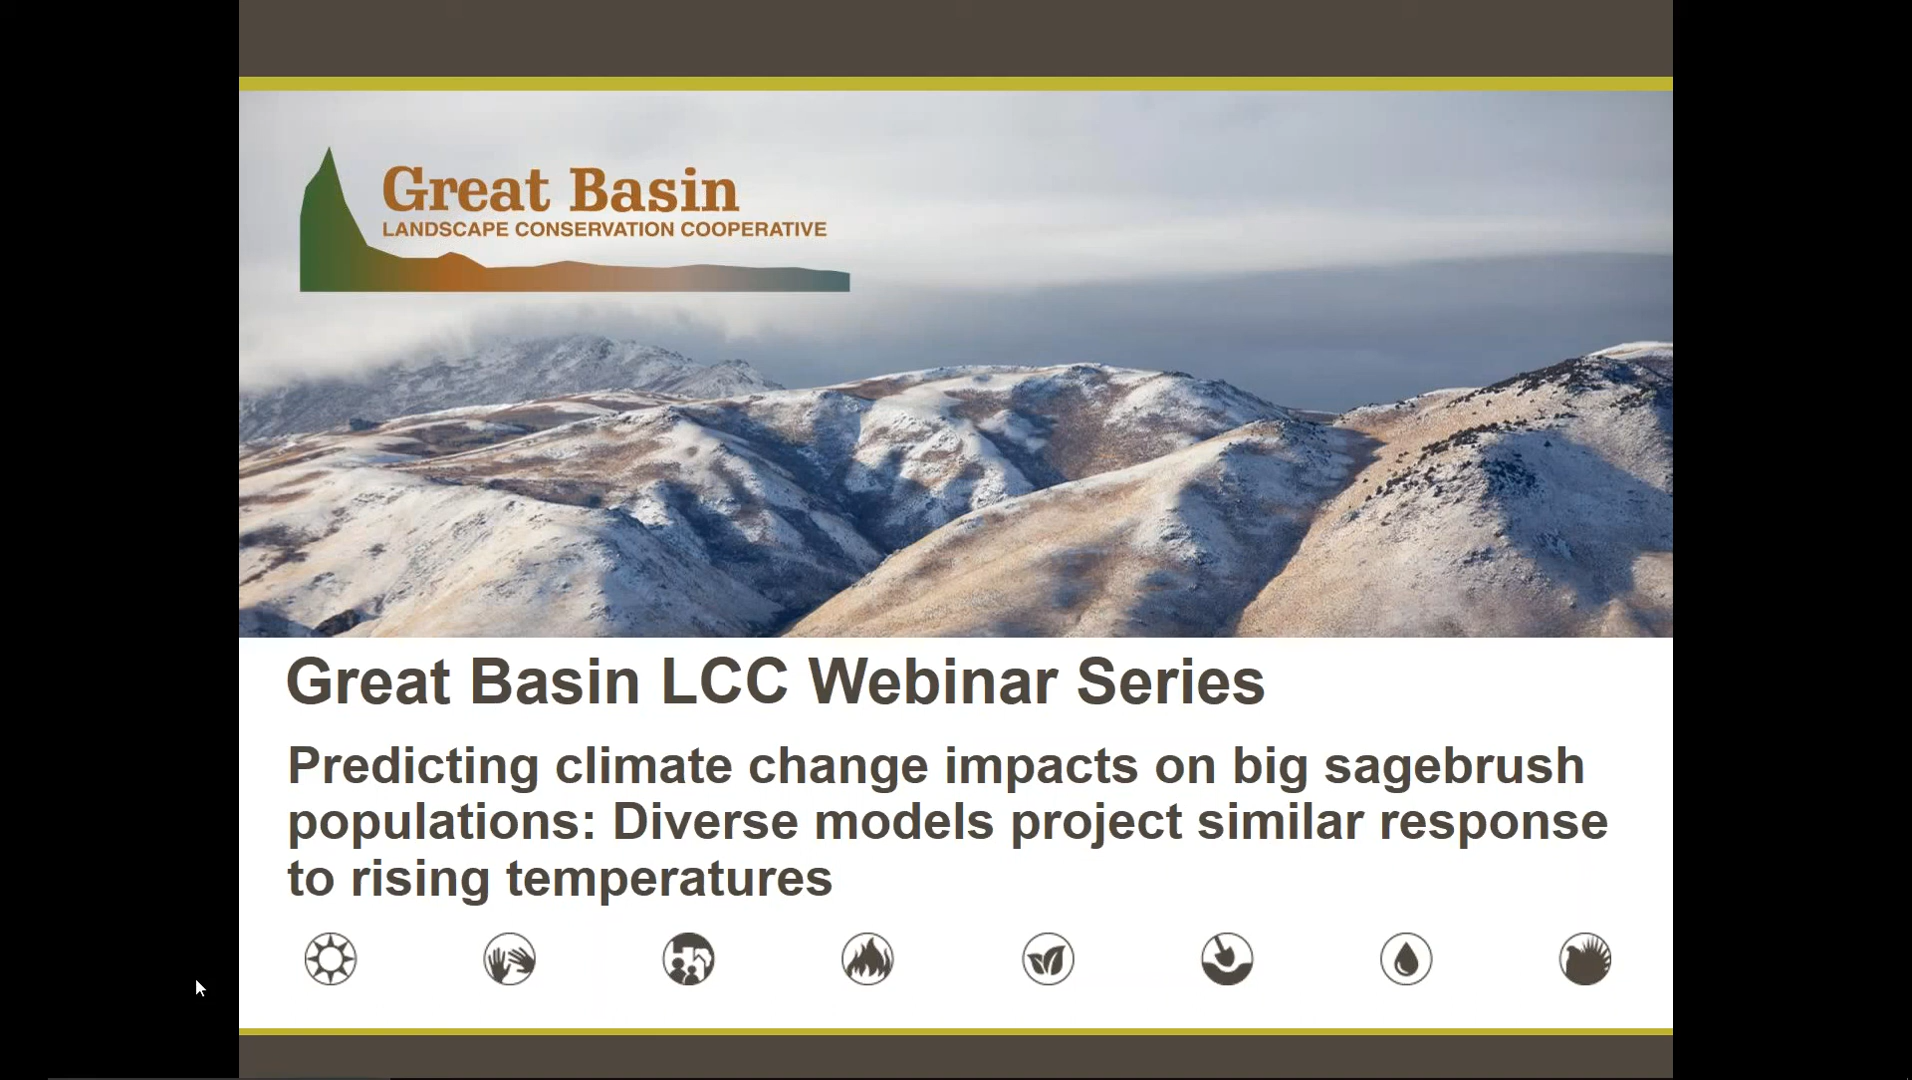 Great Basin
LANDSCAPE CONSERVATION COOPERATIVE
Great Basin LCC Webinar Series
Predicting climate change impacts on big sagebrush
populations: Diverse models project similar response
to rising temperatures